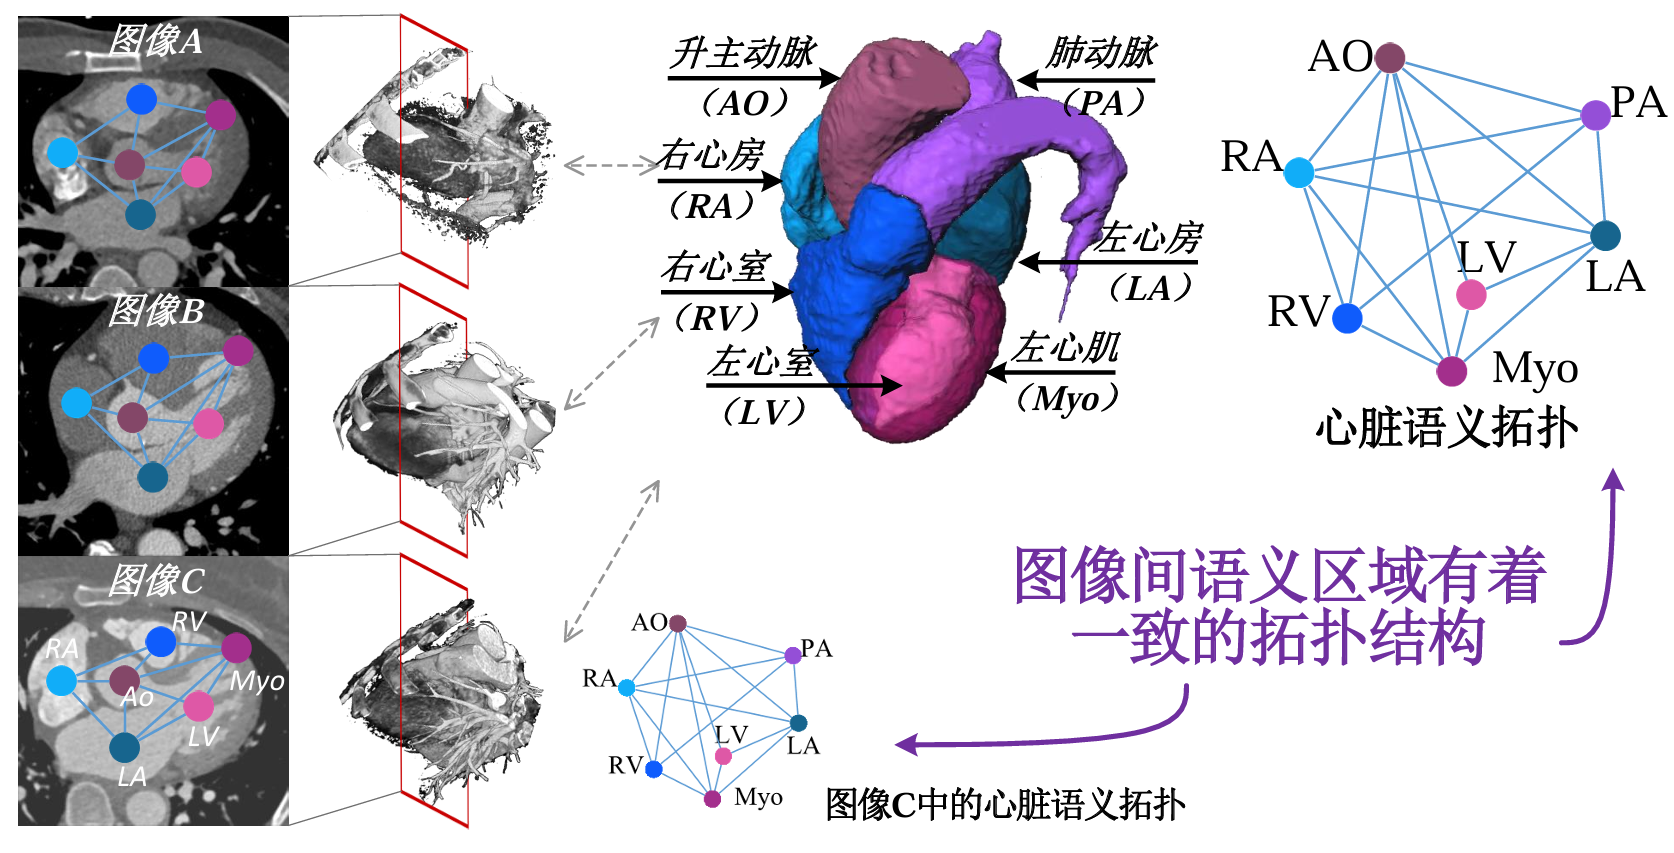 图像A
图像B
图像C
RV
RA
Ao
Myo
LV
LA
升主动脉
（AO）
右心房
（RA）
右心室
（RV）
左心室
（LV）
肺动脉
（PA）
左心房
（LA）
左心肌
（Myo）
AO
PA
RA
LV
LA
RV
Myo
心脏语义拓扑
图像间语义区域有着
一致的拓扑结构
AO
PA
RA
LV
LA
RV
Myo
图像C中的心脏语义拓扑